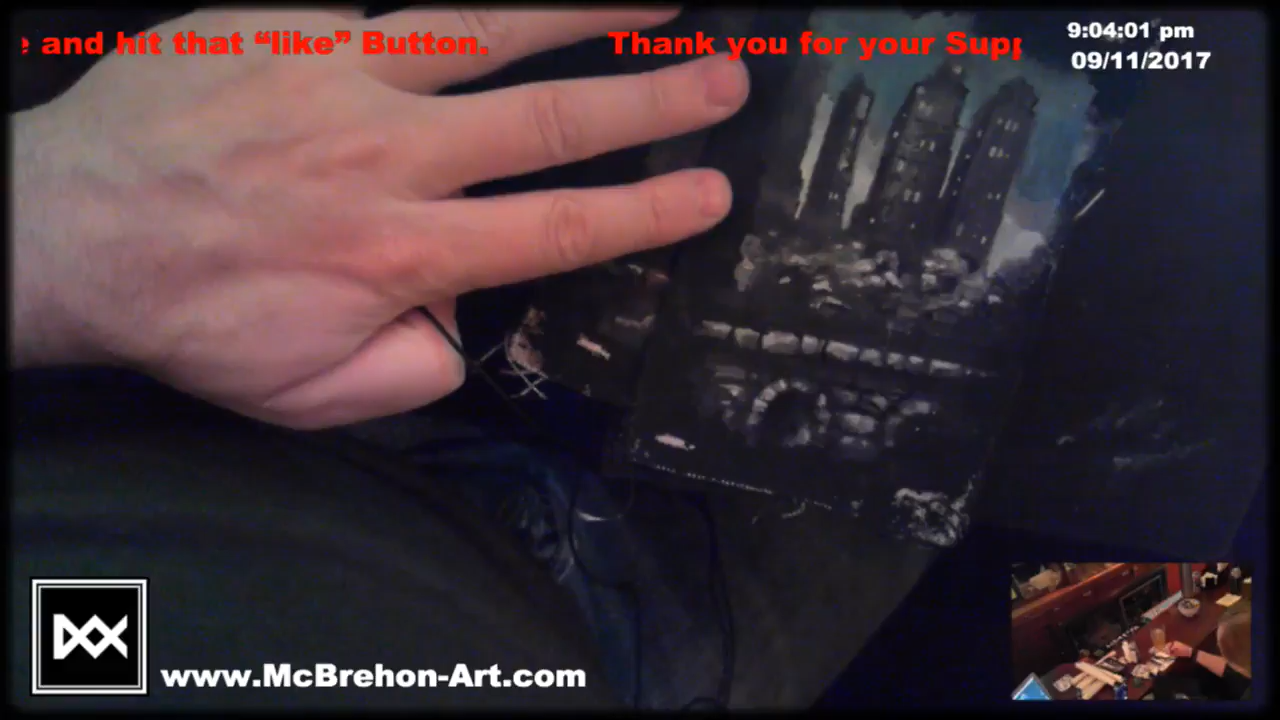 e and hit that “like” Button. Thank you for your Supp
9:04:01 pm
09/11/2017
www.McBrehon-Art.com